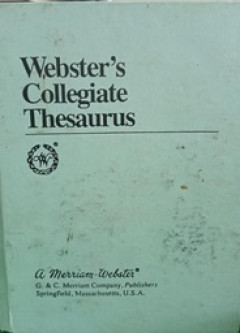 Webster's
Collegiate
Thesaurus
®
a Merriam-Webster®
G. & C. Merriam Company, Publishers
Springfield, Massachusetts, U.S.A.